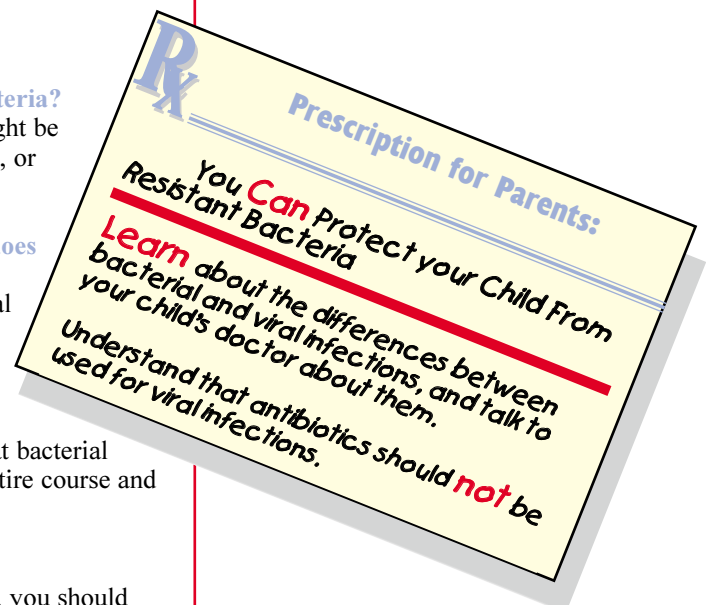 teria?
ght be
, or
oes
al
at bacterial
tire course and
you should
Rx
Prescription for Parents:
You Can Protect your Child From
Resistant Bacteria
Learn about the differences between
bacterial and viral infections, and talk to
your child's doctor about them.
Understand that antibiotics should not be
used for viral infections.